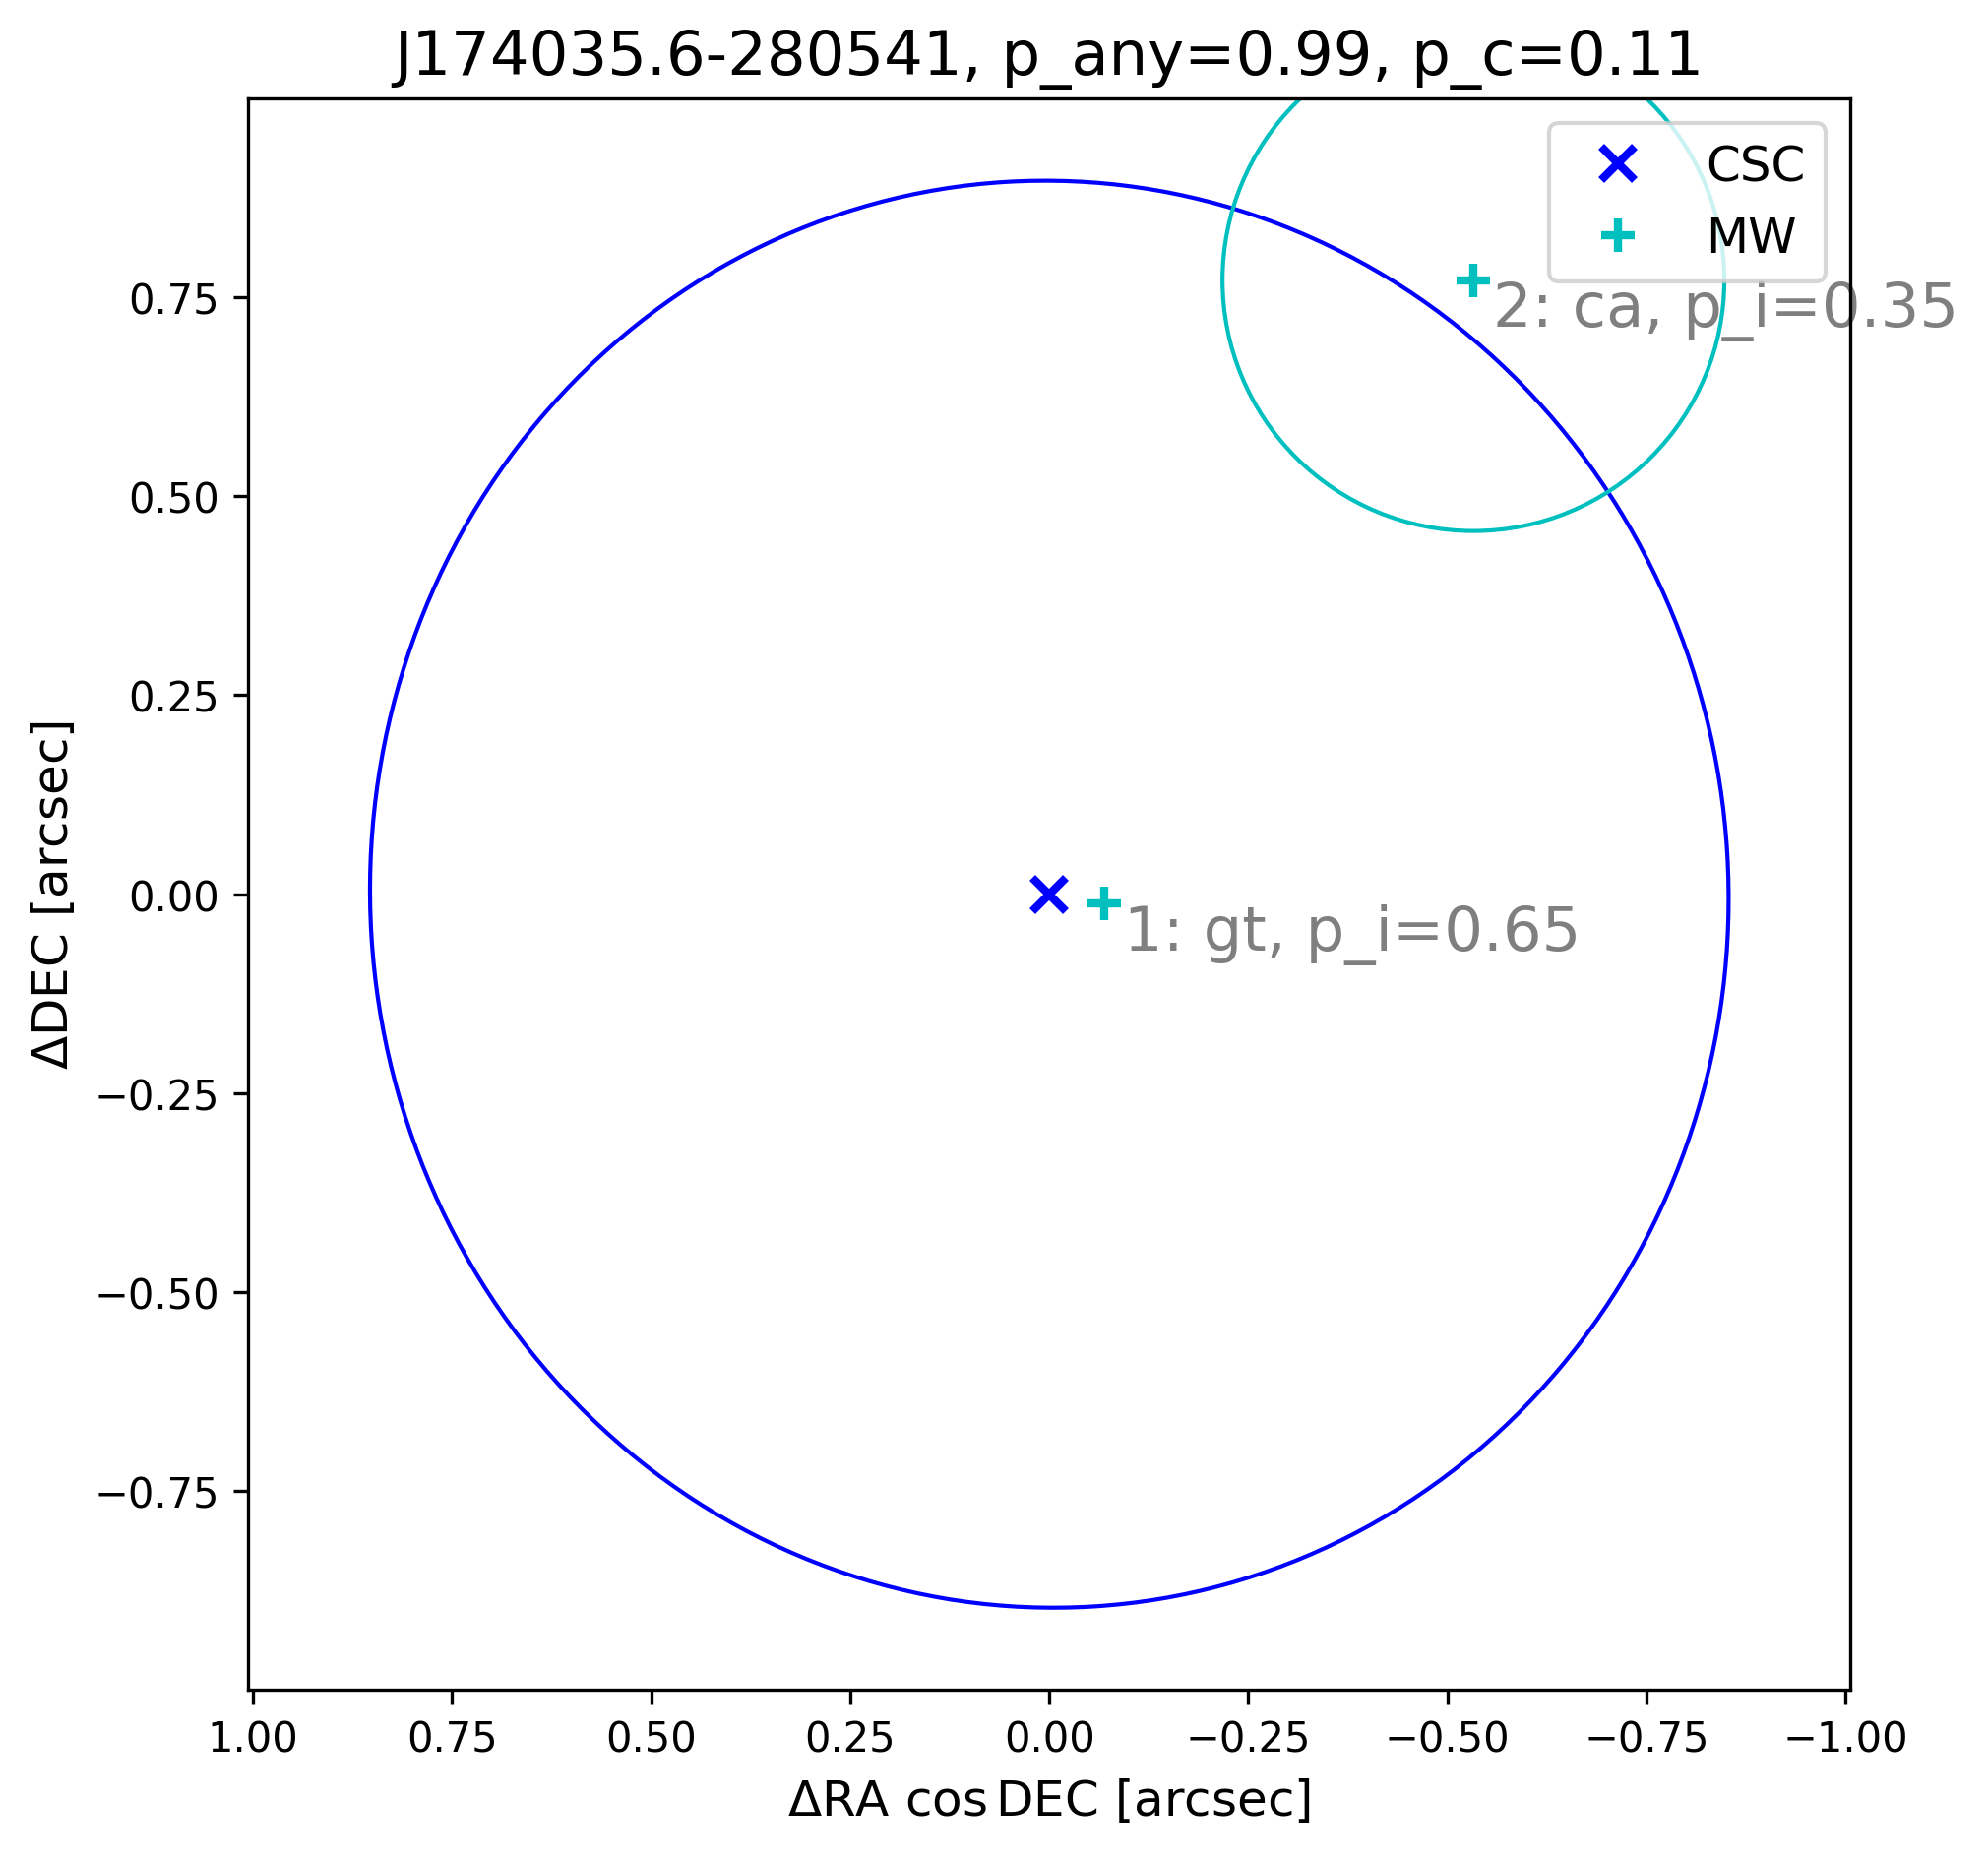 J174035.6-280541, p_any=0.99, p_c=0.11
CSC
MW
2: ca, p_i=0.35
1: gt, p_i=0.65
ΔDEC [arcsec]
0.75
0.50
0.25
0.00
−0.25
−0.50
−0.75
1.00 0.75 0.50 0.25 0.00 −0.25 −0.50 −0.75 −1.00
ΔRA cos DEC [arcsec]